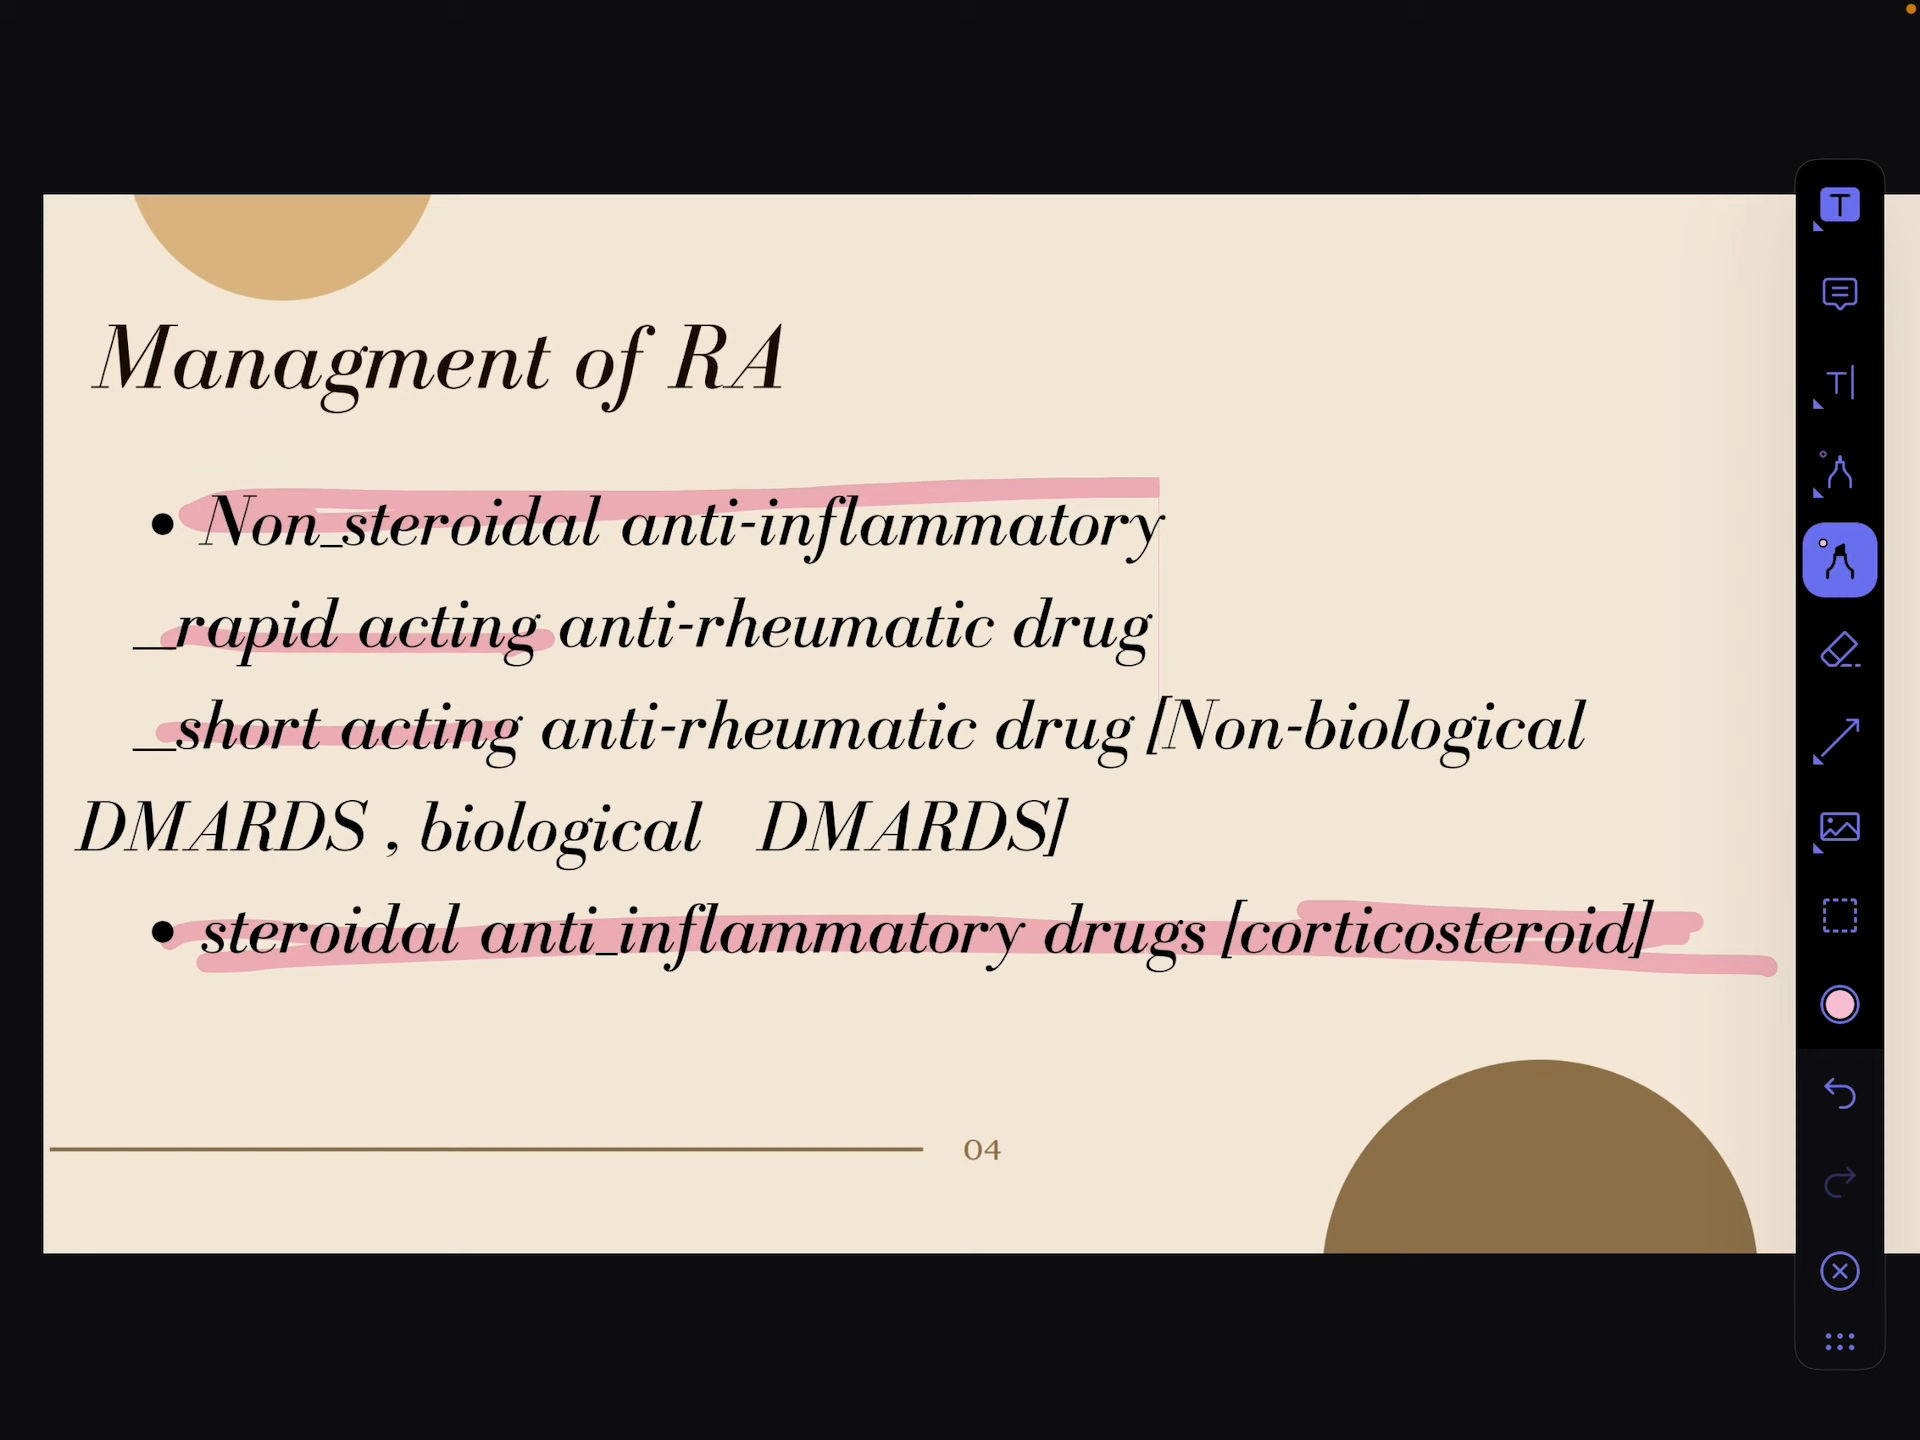 Managment of RA
• Non_steroidal anti-inflammatory
_rapid acting anti-rheumatic drug
_short acting anti-rheumatic drug [Non-biological
DMARDS , biological DMARDS]
• steroidal anti_inflammatory drugs [corticosteroid]
04